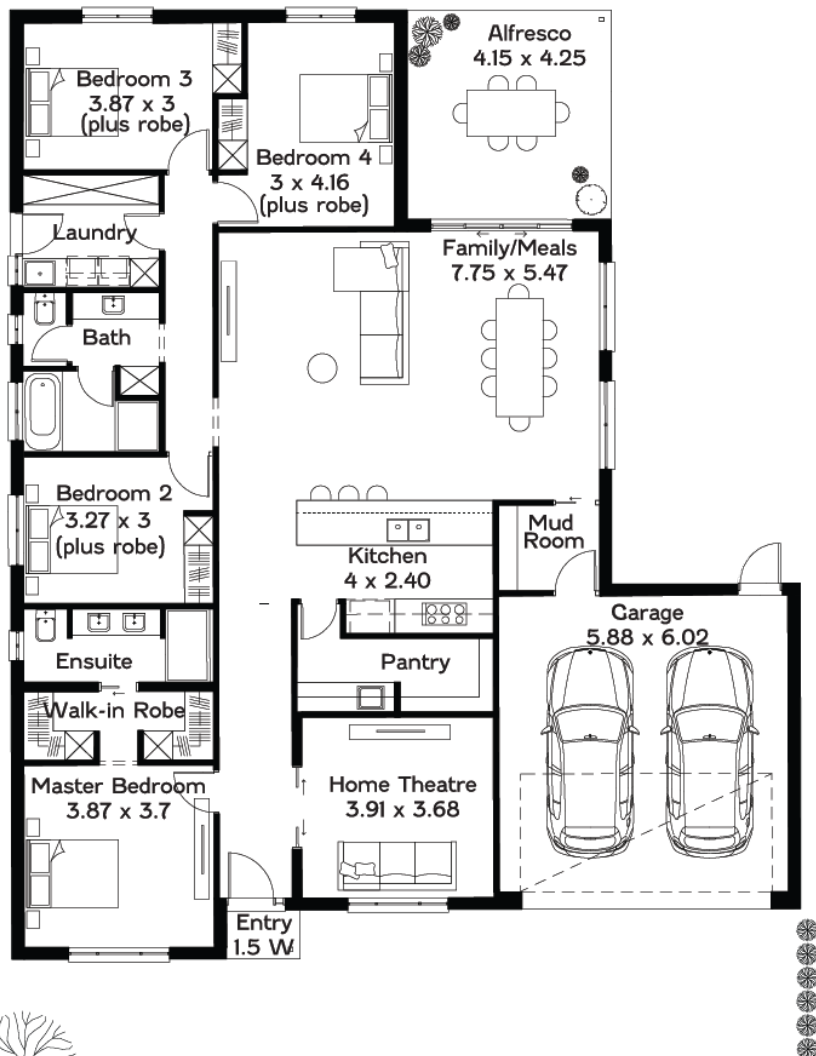 Bedroom 3
3.87 x 3
(plus robe)
Bedroom 4
3 x 4.16
(plus robe)
Alfresco
4.15 x 4.25
Laundry
Family/Meals
7.75 x 5.47
Bath
Bedroom 2
3.27 x 3
(plus robe)
Mud
Room
Kitchen
4 x 2.40
Garage
5.88 x 6.02
Ensuite
Pantry
Walk-in Robe
Master Bedroom
3.87 x 3.7
Home Theatre
3.91 x 3.68
Entry
1.5 W